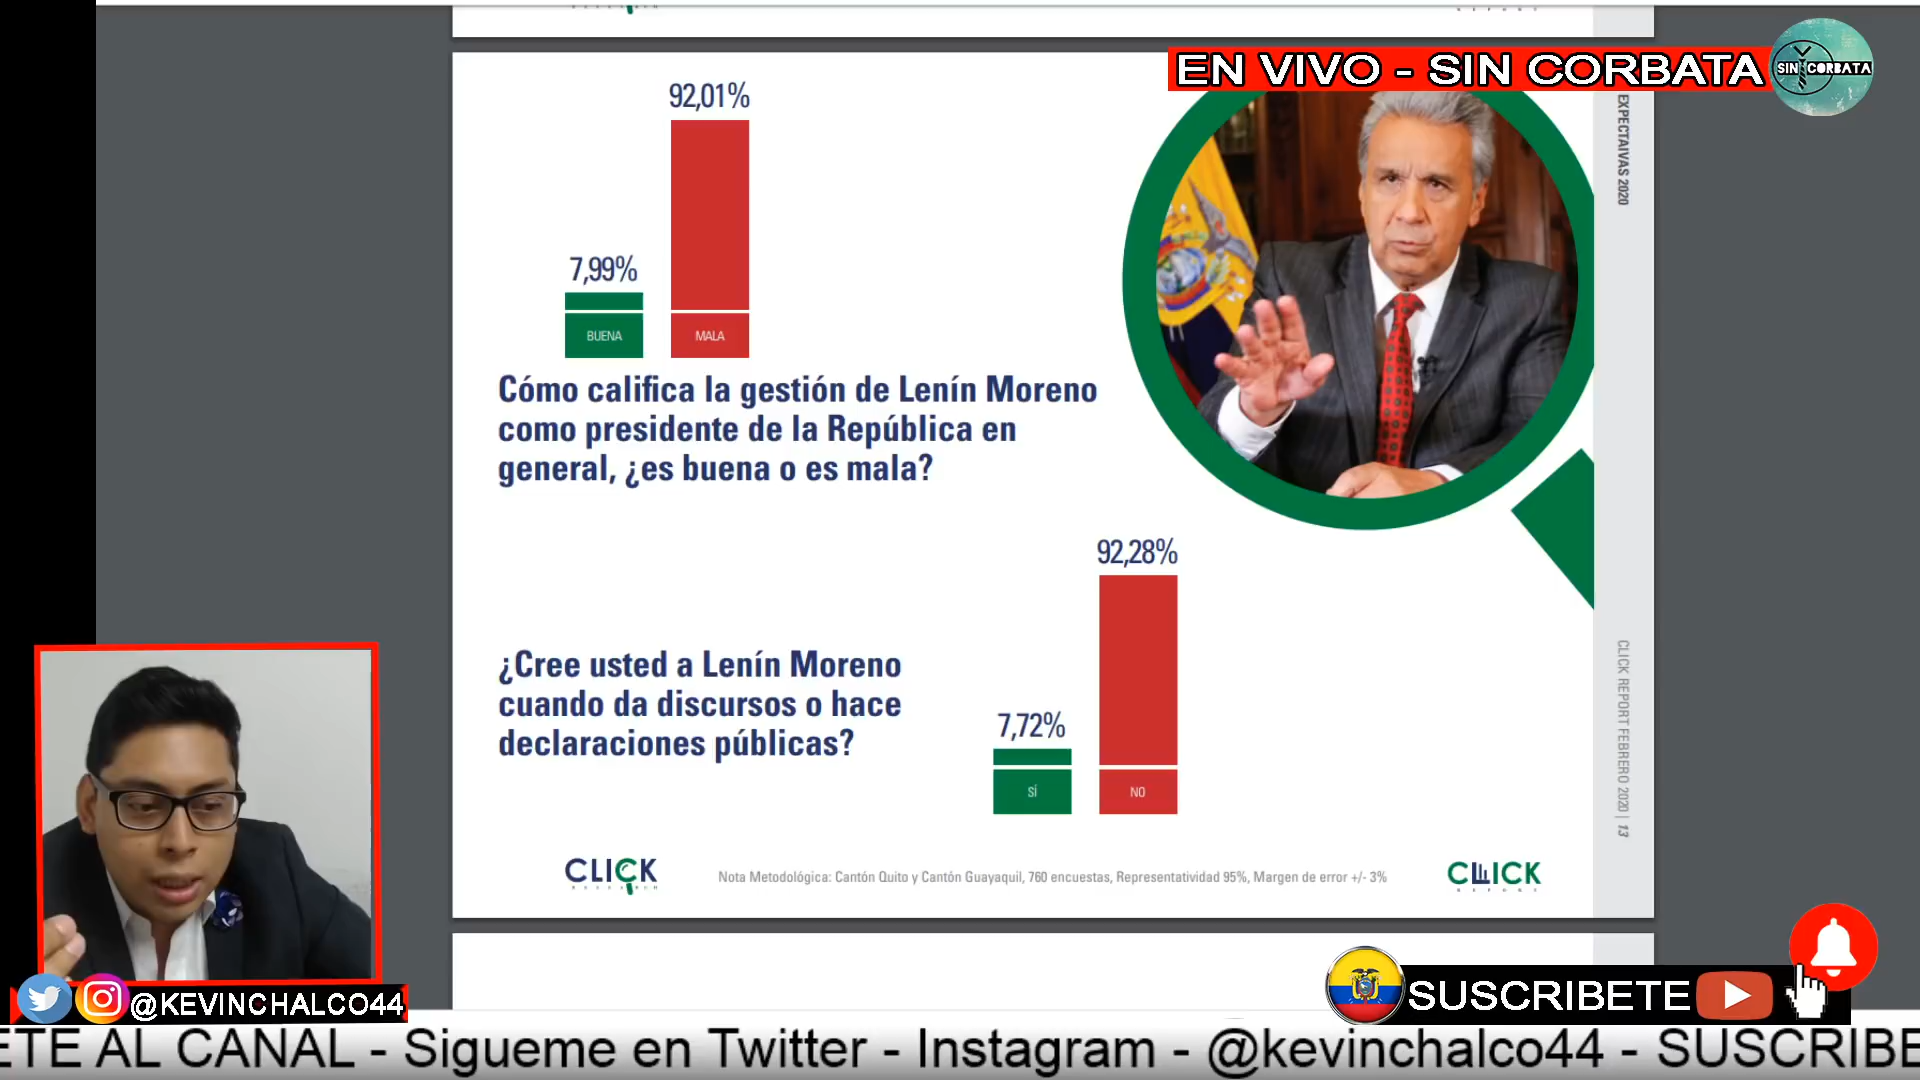 EN VIVO - SIN CORBATA
SIN CORBATA
EXPECTAIVAS 2020
92,01%
7,99%
BUENA
MALA
Cómo califica la gestión de Lenín Moreno
como presidente de la República en
general, ¿es buena o es mala?
92,28%
7,72%
¿Cree usted a Lenín Moreno
cuando da discursos o hace
declaraciones públicas?
SÍ
NO
CLICK REPORT FEBRERO 2020 | 13
CLICK
RESEARCH
Nota Metodológica: Cantón Quito y Cantón Guayaquil, 760 encuestas, Representatividad 95%, Margen de error +/- 3%
CLICK
REPORT
@KEVINCHALCO44
SUSCRIBETE
ETE AL CANAL - Sigueme en Twitter - Instagram - @kevinchalco44 - SUSCRIBE